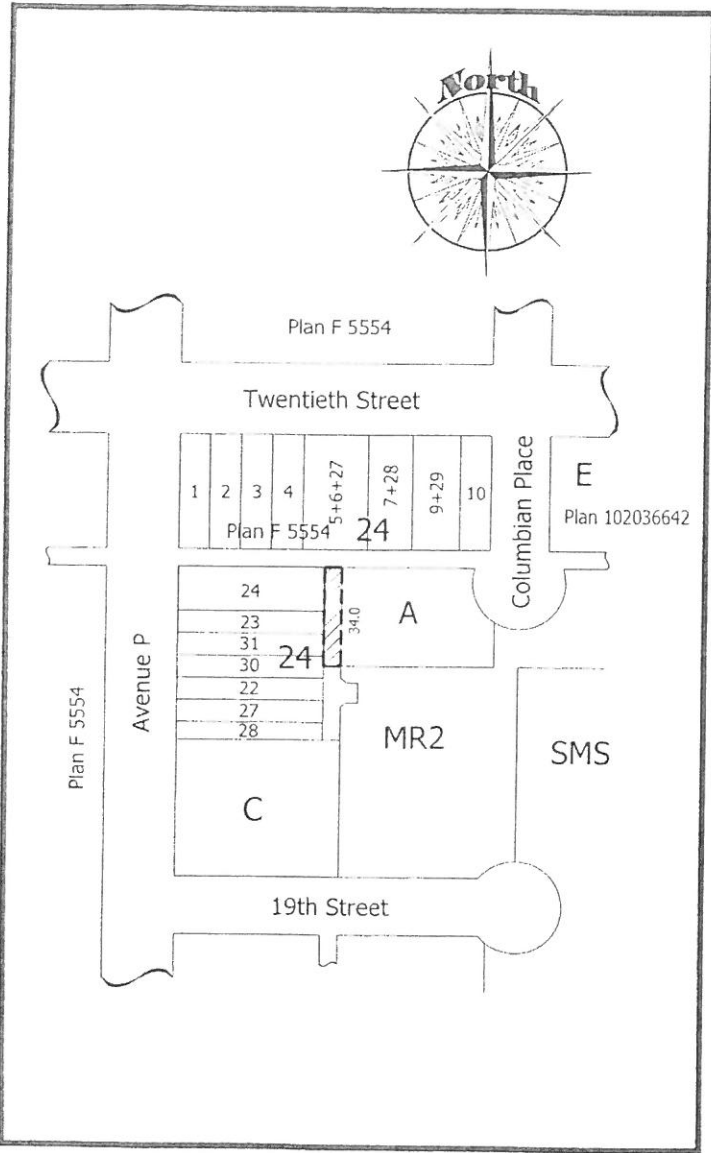 North
Plan F 5554
Twentieth Street
1
2
3
4
5+6+27
7+28
9+29
10
Columbian Place
E
Plan 102036642
Plan F 5554
24
24
23
31
30
22
27
28
24
34.0
A
Avenue P
Plan F 5554
MR2
SMS
C
19th Street